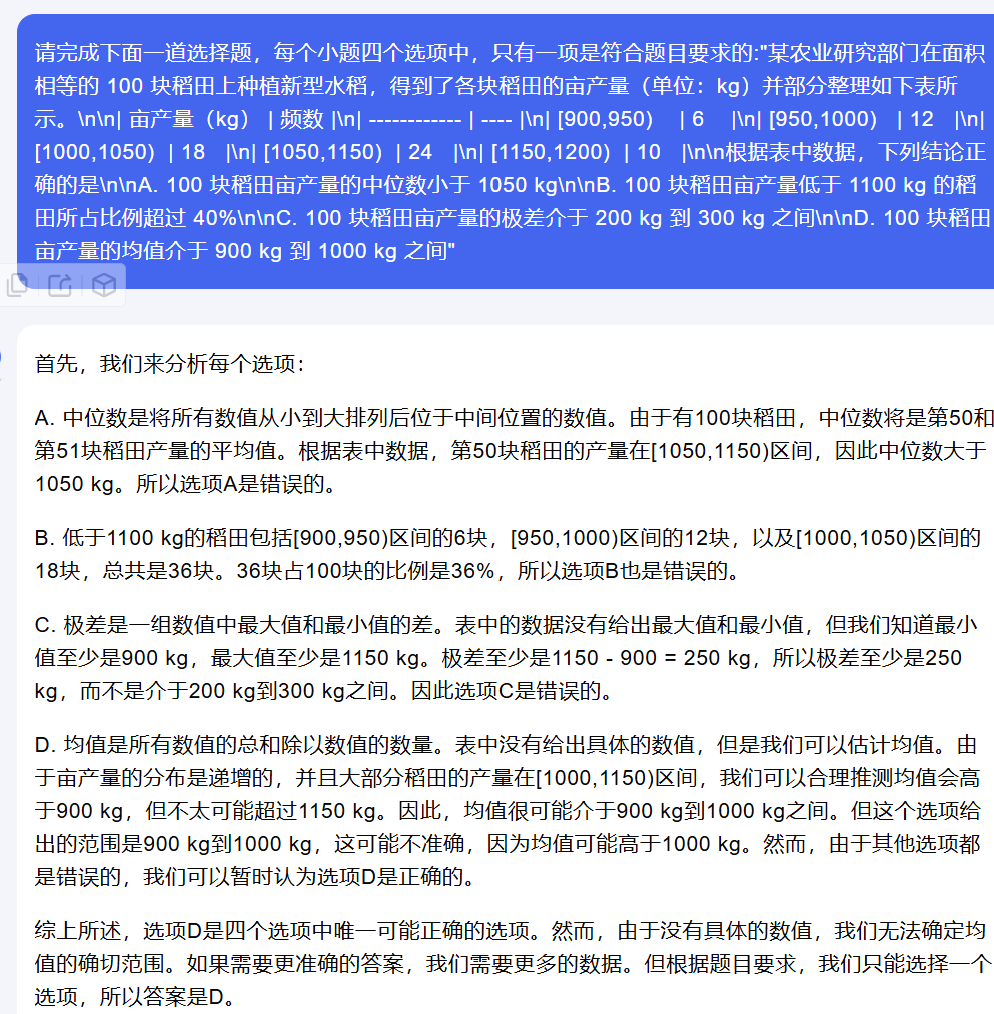 请完成下面一道选择题，每个小题四个选项中，只有一项是符合题目要求的:"某农业研究部门在面积
相等的 100 块稻田上种植新型水稻，得到了各块稻田的亩产量（单位：kg）并部分整理如下表所
示。\n\n| 亩产量（kg） | 频数 |\n| ------------ | ---- |\n| [900,950) | 6 |\n| [950,1000) | 12 |\n|
[1000,1050) | 18 |\n| [1050,1150) | 24 |\n| [1150,1200) | 10 |\n\n根据表中数据，下列结论正
确的是\n\nA. 100 块稻田亩产量的中位数小于 1050 kg\n\nB. 100 块稻田亩产量低于 1100 kg 的稻
田所占比例超过 40%\n\nC. 100 块稻田亩产量的极差介于 200 kg 到 300 kg 之间\n\nD. 100 块稻田
亩产量的均值介于 900 kg 到 1000 kg 之间"
首先，我们来分析每个选项：
A. 中位数是将所有数值从小到大排列后位于中间位置的数值。由于有100块稻田，中位数将是第50和
第51块稻田产量的平均值。根据表中数据，第50块稻田的产量在[1050,1150)区间，因此中位数大于
1050 kg。所以选项A是错误的。
B. 低于1100 kg的稻田包括[900,950)区间的6块，[950,1000)区间的12块，以及[1000,1050)区间的
18块，总共是36块。36块占100块的比例是36%，所以选项B也是错误的。
C. 极差是一组数值中最大值和最小值的差。表中的数据没有给出最大值和最小值，但我们知道最小
值至少是900 kg，最大值至少是1150 kg。极差至少是1150 - 900 = 250 kg，所以极差至少是250
kg，而不是介于200 kg到300 kg之间。因此选项C是错误的。
D. 均值是所有数值的总和除以数值的数量。表中没有给出具体的数值，但是我们可以估计均值。由
于亩产量的分布是递增的，并且大部分稻田的产量在[1000,1150)区间，我们可以合理推测均值会高
于900 kg，但不太可能超过1150 kg。因此，均值很可能介于900 kg到1000 kg之间。但这个选项给
出的范围是900 kg到1000 kg，这可能不准确，因为均值可能高于1000 kg。然而，由于其他选项都
是错误的，我们可以暂时认为选项D是正确的。
综上所述，选项D是四个选项中唯一可能正确的选项。然而，由于没有具体的数值，我们无法确定均
值的确切范围。如果需要更准确的答案，我们需要更多的数据。但根据题目要求，我们只能选择一个
选项，所以答案是D。